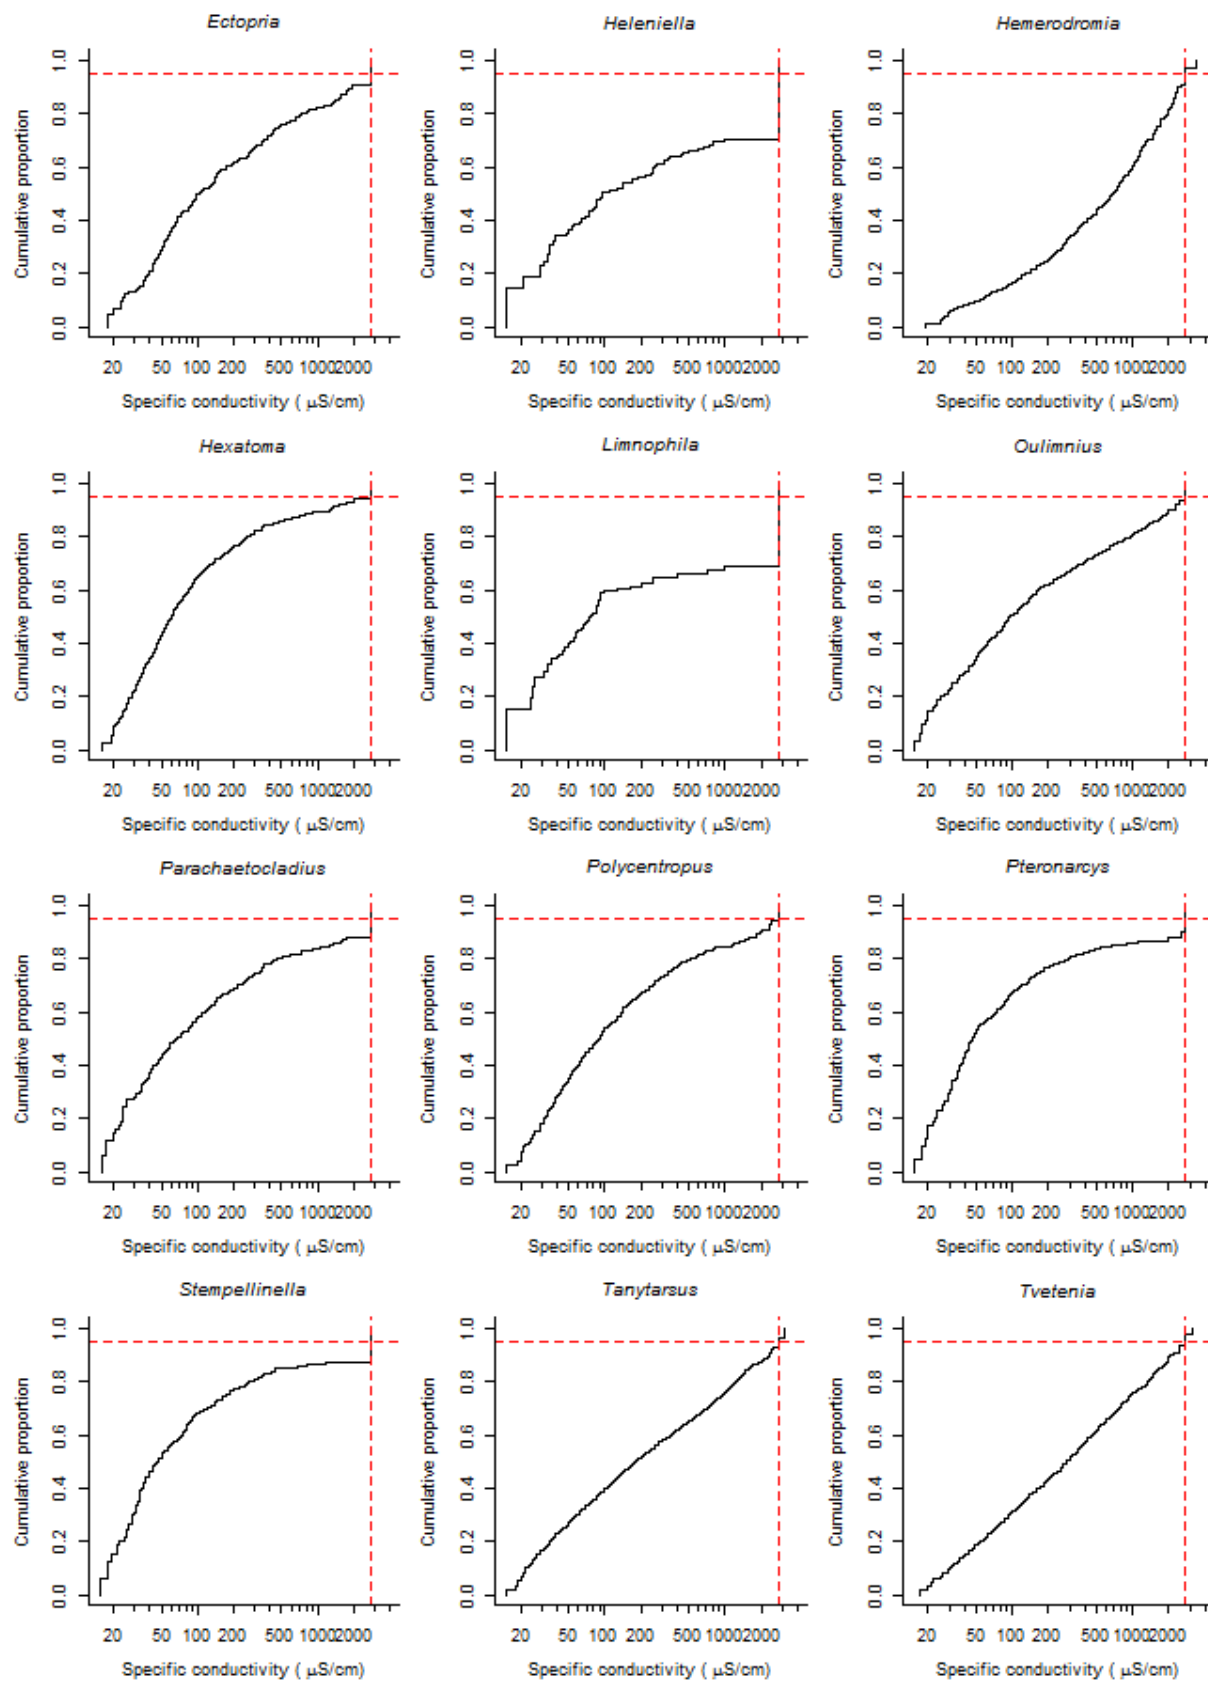 Ectopria
Heleniella
Hemerodromia
Cumulative proportion
0.0 0.2 0.4 0.6 0.8 1.0
20 50 100 200 500 1000 2000
Specific conductivity ( μS/cm)
Cumulative proportion
0.0 0.2 0.4 0.6 0.8 1.0
20 50 100 200 500 1000 2000
Specific conductivity ( μS/cm)
Cumulative proportion
0.0 0.2 0.4 0.6 0.8 1.0
20 50 100 200 500 1000 2000
Specific conductivity ( μS/cm)
Hexatoma
Limnophila
Oulimnius
Cumulative proportion
0.0 0.2 0.4 0.6 0.8 1.0
20 50 100 200 500 1000 2000
Specific conductivity ( μS/cm)
Cumulative proportion
0.0 0.2 0.4 0.6 0.8 1.0
20 50 100 200 500 1000 2000
Specific conductivity ( μS/cm)
Cumulative proportion
0.0 0.2 0.4 0.6 0.8 1.0
20 50 100 200 500 1000 2000
Specific conductivity ( μS/cm)
Parachaetocladius
Polycentropus
Pteronarcys
Cumulative proportion
0.0 0.2 0.4 0.6 0.8 1.0
20 50 100 200 500 1000 2000
Specific conductivity ( μS/cm)
Cumulative proportion
0.0 0.2 0.4 0.6 0.8 1.0
20 50 100 200 500 1000 2000
Specific conductivity ( μS/cm)
Cumulative proportion
0.0 0.2 0.4 0.6 0.8 1.0
20 50 100 200 500 1000 2000
Specific conductivity ( μS/cm)
Stempellinella
Tanytarsus
Tvetenia
Cumulative proportion
0.0 0.2 0.4 0.6 0.8 1.0
20 50 100 200 500 1000 2000
Specific conductivity ( μS/cm)
Cumulative proportion
0.0 0.2 0.4 0.6 0.8 1.0
20 50 100 200 500 1000 2000
Specific conductivity ( μS/cm)
Cumulative proportion
0.0 0.2 0.4 0.6 0.8 1.0
20 50 100 200 500 1000 2000
Specific conductivity ( μS/cm)